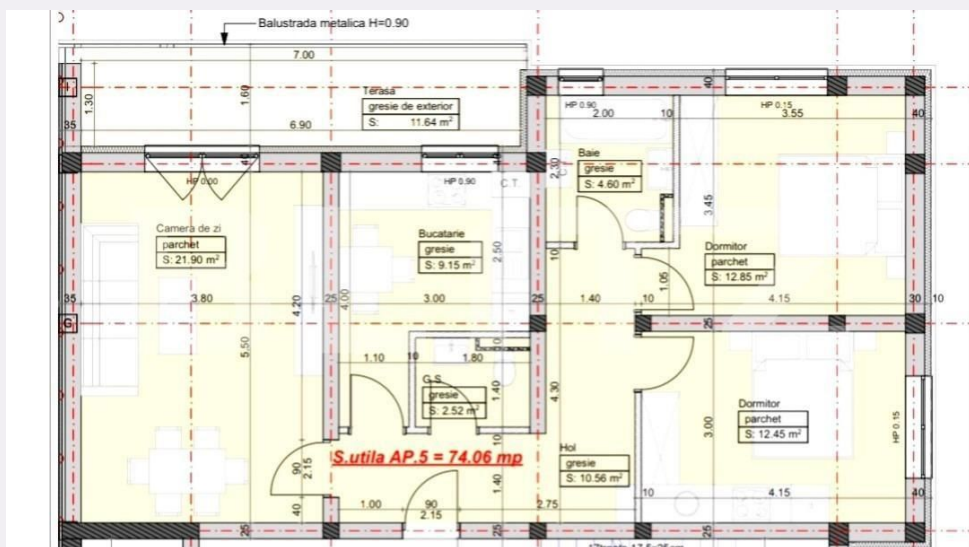 Balustrada metalica H=0.90
7.00
1.30
1.60
Terasa
gresie de exterior
S: 11.64 m²
35
6.90
40
HP 0.90
2.00
10
HP 0.15
3.55
40
40
HP 0.00
HP 0.90
C.T.
Baie
gresie
S: 4.60 m²
2.30
3.45
Camera de zi
parchet
S: 21.90 m²
Bucatarie
gresie
S: 9.15 m²
2.50
Dormitor
parchet
S: 12.85 m²
10
1.05
35
3.80
4.20
25
4.00
3.00
25
1.40
10
4.15
30
10
G
25
5.50
1.10
10
1.80
10
G.S.
gresie
S: 2.52 m²
1.40
4.30
Dormitor
parchet
S: 12.45 m²
3.00
HP 0.15
S.utila AP.5 = 74.06 mp
Hol
gresie
S: 10.56 m²
90
2.15
40
10
1.40
1.00
90
2.15
2.75
10
4.15
40
25
25